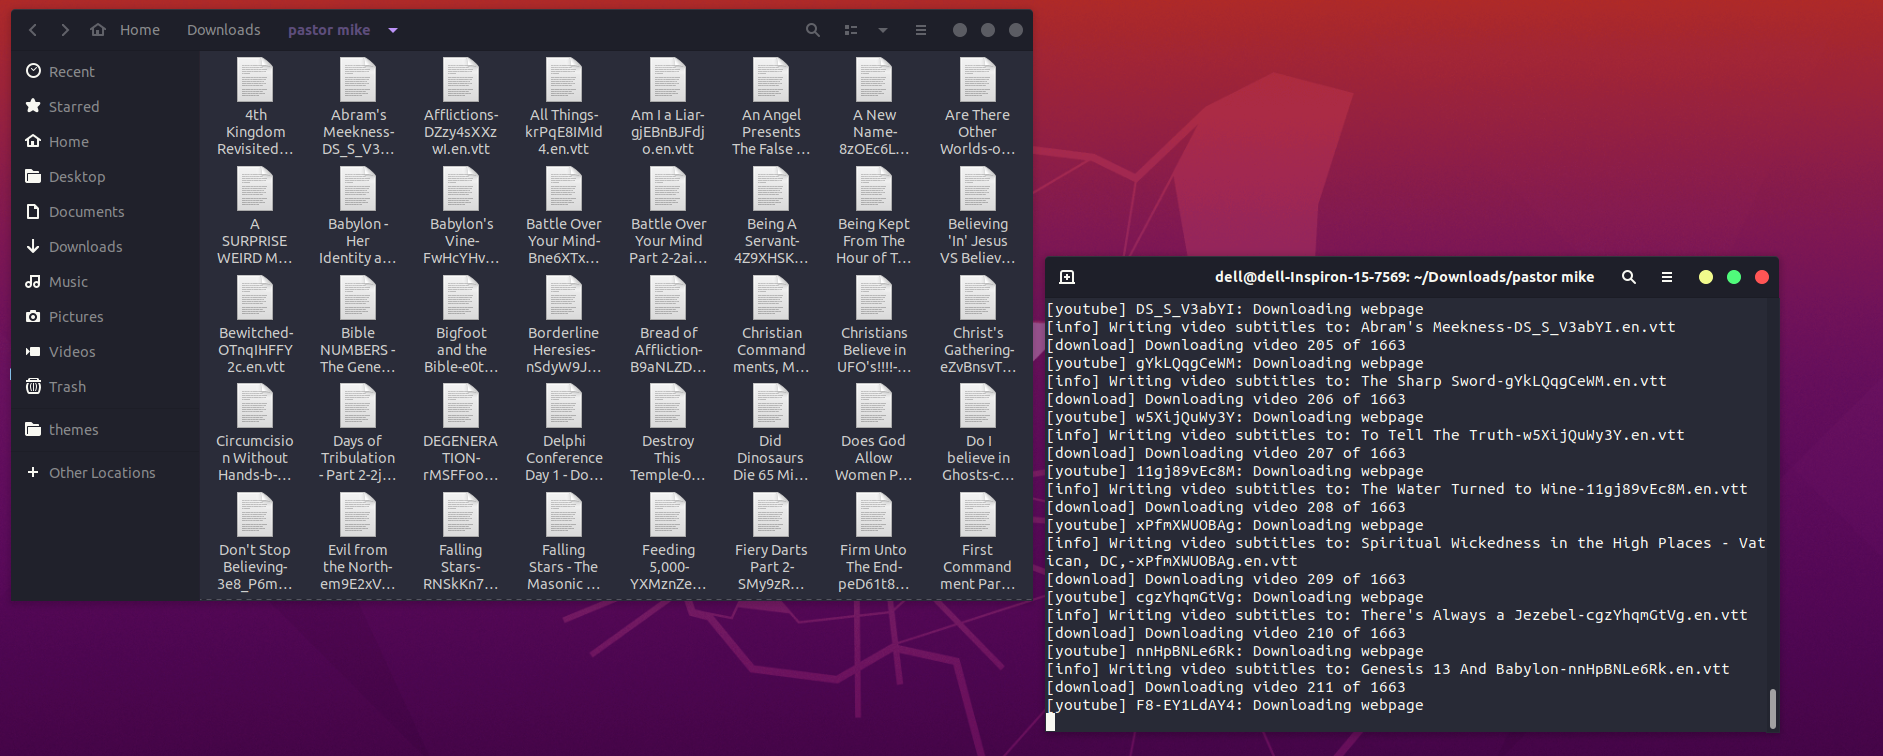 Home Downloads pastor mike
Recent
Starred
Home
Desktop
Documents
Downloads
Music
Pictures
Videos
Trash
themes
Other Locations
4th
Kingdom
Revisited...
Abram's
Meekness-
DS_S_V3...
Afflictions-
DZzy4sXXz
wI.en.vtt
All Things-
krPqE8IMId
4.en.vtt
Am I a Liar-
gjEBnBJFdj
o.en.vtt
An Angel
Presents
The False ...
A New
Name-
8zOEc6L...
Are There
Other
Worlds-o...
A
SURPRISE
WEIRD M...
Babylon -
Her
Identity a...
Babylon's
Vine-
FwHcYHv...
Battle Over
Your Mind-
Bne6XTx...
Battle Over
Your Mind
Part 2-2ai...
Being A
Servant-
4Z9XHSK...
Being Kept
From The
Hour of T...
Believing
'In' Jesus
VS Believ...
Bewitched-
OTnqIHFFY
2c.en.vtt
Bible
NUMBERS -
The Gene...
Bigfoot
and the
Bible-e0t...
Borderline
Heresies-
nSdyW9J...
Bread of
Affliction-
B9aNLZD...
Christian
Command
ments, M...
Christians
Believe in
UFO's!!!!-...
Christ's
Gathering-
eZvBnsvT...
Circumcisio
n Without
Hands-b-...
Days of
Tribulation
- Part 2-2j...
DEGENERA
TION-
rMSFFoo...
Delphi
Conference
Day 1 - Do...
Destroy
This
Temple-0...
Did
Dinosaurs
Die 65 Mi...
Does God
Allow
Women P...
Do I
believe in
Ghosts-c...
Don't Stop
Believing-
3e8_P6m...
Evil from
the North-
em9E2xV...
Falling
Stars-
RNSkKn7...
Falling
Stars - The
Masonic ...
Feeding
5,000-
YXMznZe...
Fiery Darts
Part 2-
SMy9zR...
Firm Unto
The End-
peD61t8...
First
Command
ment Par...
dell@dell-Inspiron-15-7569: ~/Downloads/pastor mike
[youtube] DS_S_V3abYI: Downloading webpage
[info] Writing video subtitles to: Abram's Meekness-DS_S_V3abYI.en.vtt
[download] Downloading video 205 of 1663
[youtube] gYkLQqgCeWM: Downloading webpage
[info] Writing video subtitles to: The Sharp Sword-gYkLQqgCeWM.en.vtt
[download] Downloading video 206 of 1663
[youtube] w5XijQuWy3Y: Downloading webpage
[info] Writing video subtitles to: To Tell The Truth-w5XijQuWy3Y.en.vtt
[download] Downloading video 207 of 1663
[youtube] 11gj89vEc8M: Downloading webpage
[info] Writing video subtitles to: The Water Turned to Wine-11gj89vEc8M.en.vtt
[download] Downloading video 208 of 1663
[youtube] xPfmXWUOBAg: Downloading webpage
[info] Writing video subtitles to: Spiritual Wickedness in the High Places - Vat
ican, DC,-xPfmXWUOBAg.en.vtt
[download] Downloading video 209 of 1663
[youtube] cgzYhqmGtVg: Downloading webpage
[info] Writing video subtitles to: There's Always a Jezebel-cgzYhqmGtVg.en.vtt
[download] Downloading video 210 of 1663
[youtube] nnHpBNLe6Rk: Downloading webpage
[info] Writing video subtitles to: Genesis 13 And Babylon-nnHpBNLe6Rk.en.vtt
[download] Downloading video 211 of 1663
[youtube] F8-EY1LdAY4: Downloading webpage